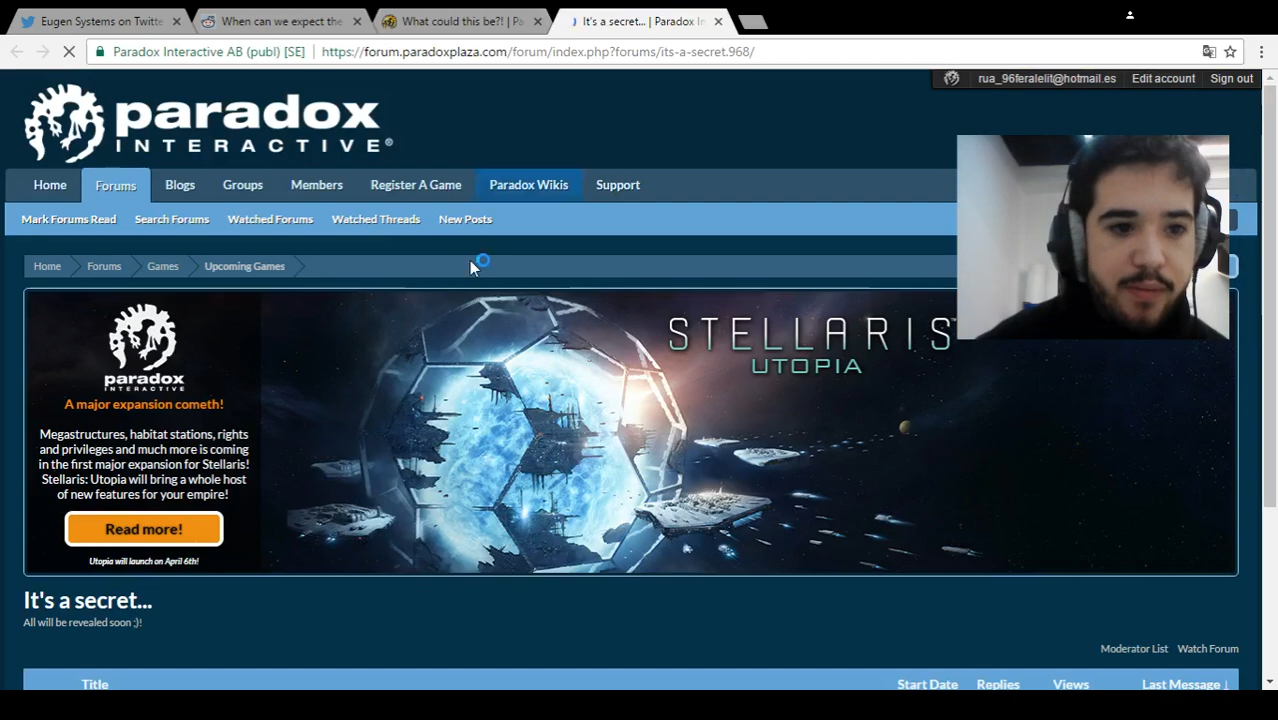 Eugen Systems on Twitte
When can we expect the
What could this be?! | Pa
It's a secret... | Paradox In
Paradox Interactive AB (publ) [SE]
https://forum.paradoxplaza.com/forum/index.php?forums/its-a-secret.968/
rua_96feralelit@hotmail.es Edit account Sign out
paradox
INTERACTIVE®
Home Forums Blogs Groups Members Register A Game Paradox Wikis Support
Mark Forums Read Search Forums Watched Forums Watched Threads New Posts
Home Forums Games Upcoming Games
paradox
INTERACTIVE
A major expansion cometh!
Megastructures, habitat stations, rights
and privileges and much more is coming
in the first major expansion for Stellaris!
Stellaris: Utopia will bring a whole host
of new features for your empire!
Read more!
Utopia will launch on April 6th!
STELLARIS
UTOPIA
It's a secret...
All will be revealed soon ;)!
Moderator List Watch Forum
Title Start Date Replies Views Last Message ↓